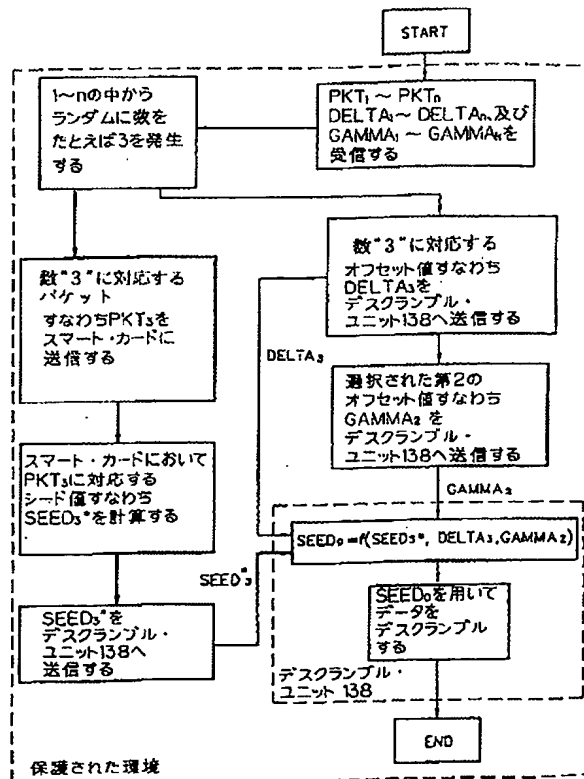 START
1~nの中から
ランダムに数を
たとえば3を発生
する
PKT₁ ~ PKTₙ
DELTA₁~ DELTAₙ、及び
GAMMA₁ ~ GAMMAₖを
受信する
数"3"に対応する
パケット
すなわちPKT₃を
スマート・カードに
送信する
数"3"に対応する
オフセット値すなわち
DELTA₃を
デスクランブル・
ユニット138へ送信する
DELTA₃
選択された第2の
オフセット値すなわち
GAMMA₂を
デスクランブル・
ユニット138へ送信する
スマート・カードにおいて
PKT₃に対応する
シード値すなわち
SEED₃*を計算する
GAMMA₂
SEED₀=f(SEED₃*, DELTA₃,GAMMA₂)
SEED*₃
SEED₃*を
デスクランブル・
ユニット138へ
送信する
SEED₀を用いて
データを
デスクランブル
する
デスクランブル・
ユニット 138
END
保護された環境